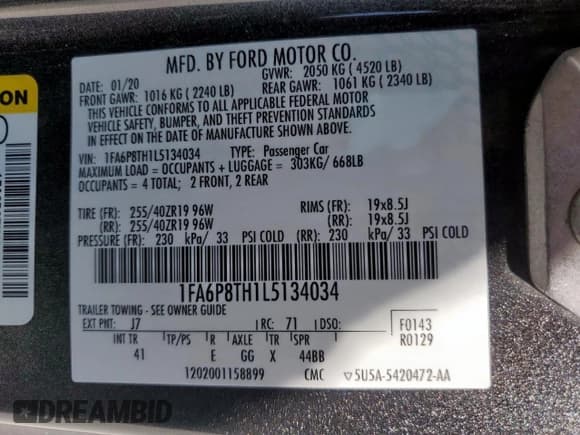 MFD. BY FORD MOTOR CO.
DATE: 01/20 GVWR: 2050 KG ( 4520 LB)
FRONT GAWR: 1016 KG ( 2240 LB) REAR GAWR: 1061 KG ( 2340 LB)
THIS VEHICLE CONFORMS TO ALL APPLICABLE FEDERAL MOTOR
VEHICLE SAFETY, BUMPER, AND THEFT PREVENTION STANDARDS
IN EFFECT ON THE DATE OF MANUFACTURE SHOWN ABOVE.
VIN: 1FA6P8TH1L5134034 TYPE: Passenger Car
MAXIMUM LOAD = OCCUPANTS + LUGGAGE = 303KG/ 668LB
OCCUPANTS = 4 TOTAL; 2 FRONT, 2 REAR
TIRE (FR): 255/40ZR19 96W RIMS (FR): 19x8.5J
(RR): 255/40ZR19 96W (RR): 19x8.5J
PRESSURE (FR): 230 kPa/ 33 PSI COLD (RR): 230 kPa/ 33 PSI COLD
1FA6P8TH1L5134034
TRAILER TOWING - SEE OWNER GUIDE
EXT PNT: J7 RC: 71 DSO: F0143
INT TR TP/PS R AXLE TR SPR R0129
41 E GG X 44BB
1202001158899 CMC ▽5U5A-5420472-AA
ON
DREAMBID